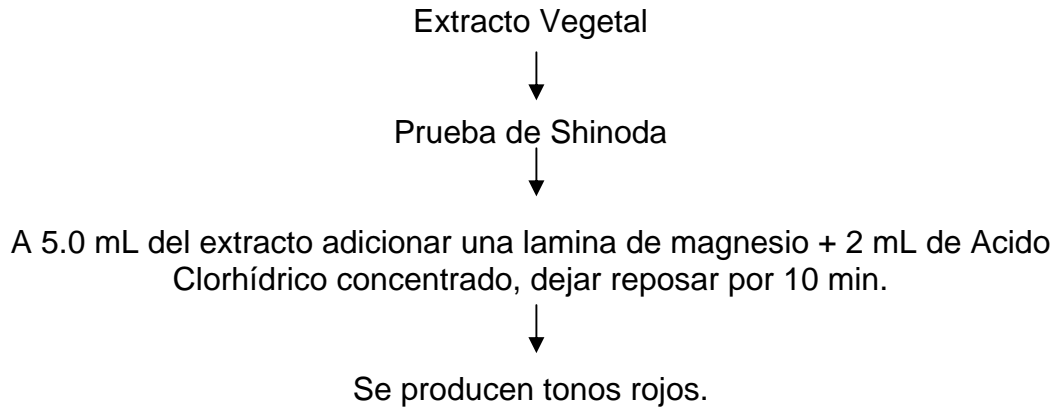 Extracto Vegetal
Prueba de Shinoda
A 5.0 mL del extracto adicionar una lamina de magnesio + 2 mL de Acido
Clorhídrico concentrado, dejar reposar por 10 min.
Se producen tonos rojos.